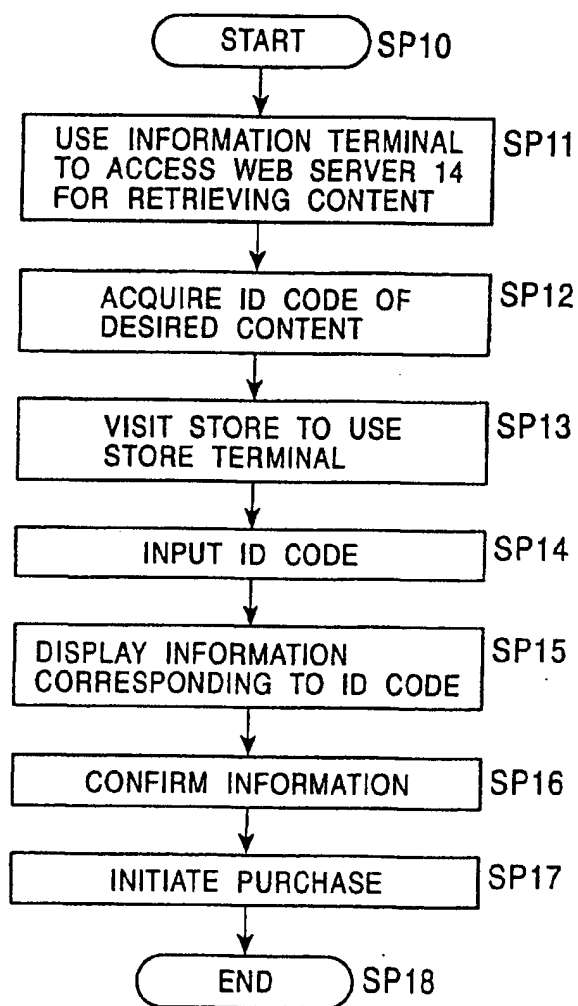 START SP10
USE INFORMATION TERMINAL SP11
TO ACCESS WEB SERVER 14
FOR RETRIEVING CONTENT
ACQUIRE ID CODE OF SP12
DESIRED CONTENT
VISIT STORE TO USE SP13
STORE TERMINAL
INPUT ID CODE SP14
DISPLAY INFORMATION SP15
CORRESPONDING TO ID CODE
CONFIRM INFORMATION SP16
INITIATE PURCHASE SP17
END SP18